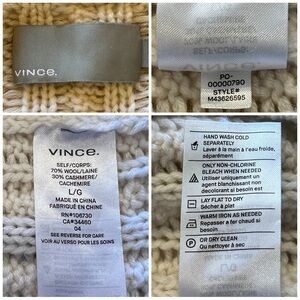 VINCE.
PO-
00000790
STYLE#
M43626595
VINCE.
SELF/CORPS:
70% WOOL/LAINE
30% CASHMERE/
CACHEMIRE
L/G
MADE IN CHINA
FABRIQUÉ EN CHINE
RN#106730
CA#34460
04
SEE REVERSE FOR CARE
VOIR AU VERSO POUR LES SOINS
HAND WASH COLD
SEPARATELY
Laver à la main à l'eau froide,
séparément
ONLY NON-CHLORINE
BLEACH WHEN NEEDED
Utiliser uniquement un
agent blanchissant non
decolorant si besoin est
LAY FLAT TO DRY
Sécher à plat
WARM IRON AS NEEDED
Repasser à fer chaud si
besoin
OR DRY CLEAN
Ou nettoyer à sec